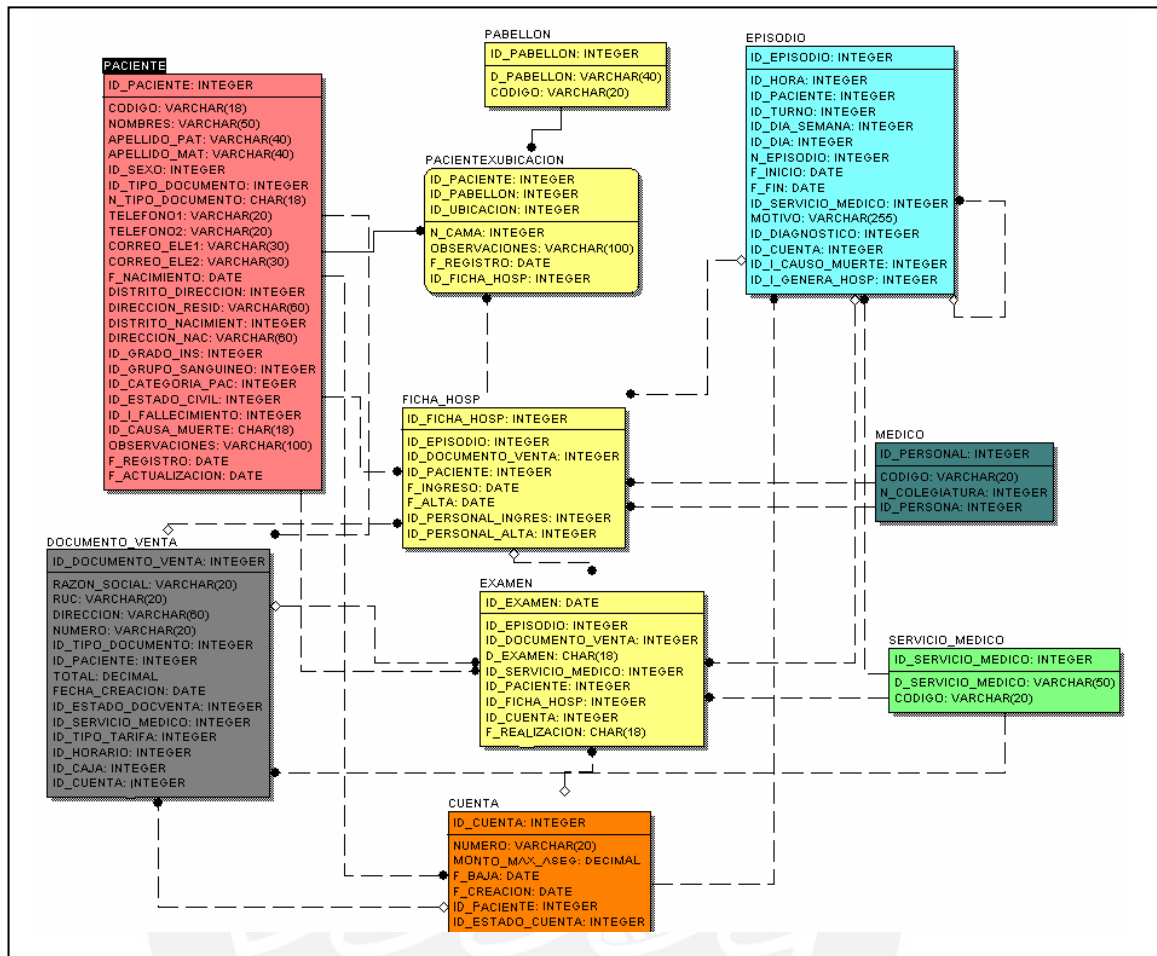 PACIENTE
ID_PACIENTE: INTEGER
CODIGO: VARCHAR(18)
NOMBRES: VARCHAR(50)
APELLIDO_PAT: VARCHAR(40)
APELLIDO_MAT: VARCHAR(40)
ID_SEXO: INTEGER
ID_TIPO_DOCUMENTO: INTEGER
N_TIPO_DOCUMENTO: CHAR(18)
TELEFONO1: VARCHAR(20)
TELEFONO2: VARCHAR(20)
CORREO_ELE1: VARCHAR(30)
CORREO_ELE2: VARCHAR(30)
F_NACIMIENTO: DATE
DISTRITO_DIRECCION: INTEGER
DIRECCION_RESID: VARCHAR(60)
DISTRITO_NACIMIENT: INTEGER
DIRECCION_NAC: VARCHAR(60)
ID_GRADO_INS: INTEGER
ID_GRUPO_SANGUINEO: INTEGER
ID_CATEGORIA_PAC: INTEGER
ID_ESTADO_CIVIL: INTEGER
ID_I_FALLECIMIENTO: INTEGER
ID_CAUSA_MUERTE: CHAR(18)
OBSERVACIONES: VARCHAR(100)
F_REGISTRO: DATE
F_ACTUALIZACION: DATE
PABELLON
ID_PABELLON: INTEGER
D_PABELLON: VARCHAR(40)
CODIGO: VARCHAR(20)
EPISODIO
ID_EPISODIO: INTEGER
ID_HORA: INTEGER
ID_PACIENTE: INTEGER
ID_TURNO: INTEGER
ID_DIA_SEMANA: INTEGER
ID_DIA: INTEGER
N_EPISODIO: INTEGER
F_INICIO: DATE
F_FIN: DATE
ID_SERVICIO_MEDICO: INTEGER
MOTIVO: VARCHAR(255)
ID_DIAGNOSTICO: INTEGER
ID_CUENTA: INTEGER
ID_I_CAUSO_MUERTE: INTEGER
ID_I_GENERA_HOSP: INTEGER
PACIENTEXUBICACION
ID_PACIENTE: INTEGER
ID_PABELLON: INTEGER
ID_UBICACION: INTEGER
N_CAMA: INTEGER
OBSERVACIONES: VARCHAR(100)
F_REGISTRO: DATE
ID_FICHA_HOSP: INTEGER
FICHA_HOSP
ID_FICHA_HOSP: INTEGER
ID_EPISODIO: INTEGER
ID_DOCUMENTO_VENTA: INTEGER
ID_PACIENTE: INTEGER
F_INGRESO: DATE
F_ALTA: DATE
ID_PERSONAL_INGRES: INTEGER
ID_PERSONAL_ALTA: INTEGER
MEDICO
ID_PERSONAL: INTEGER
CODIGO: VARCHAR(20)
N_COLEGIATURA: INTEGER
ID_PERSONA: INTEGER
DOCUMENTO_VENTA
ID_DOCUMENTO_VENTA: INTEGER
RAZON_SOCIAL: VARCHAR(20)
RUC: VARCHAR(20)
DIRECCION: VARCHAR(60)
NUMERO: VARCHAR(20)
ID_TIPO_DOCUMENTO: INTEGER
ID_PACIENTE: INTEGER
TOTAL: DECIMAL
FECHA_CREACION: DATE
ID_ESTADO_DOCVENTA: INTEGER
ID_SERVICIO_MEDICO: INTEGER
ID_TIPO_TARIFA: INTEGER
ID_HORARIO: INTEGER
ID_CAJA: INTEGER
ID_CUENTA: INTEGER
EXAMEN
ID_EXAMEN: DATE
ID_EPISODIO: INTEGER
ID_DOCUMENTO_VENTA: INTEGER
D_EXAMEN: CHAR(18)
ID_SERVICIO_MEDICO: INTEGER
ID_PACIENTE: INTEGER
ID_FICHA_HOSP: INTEGER
ID_CUENTA: INTEGER
F_REALIZACION: CHAR(18)
SERVICIO_MEDICO
ID_SERVICIO_MEDICO: INTEGER
D_SERVICIO_MEDICO: VARCHAR(50)
CODIGO: VARCHAR(20)
CUENTA
ID_CUENTA: INTEGER
NUMERO: VARCHAR(20)
MONTO_MAX_ASEG: DECIMAL
F_BAJA: DATE
F_CREACION: DATE
ID_PACIENTE: INTEGER
ID_ESTADO_CUENTA: INTEGER